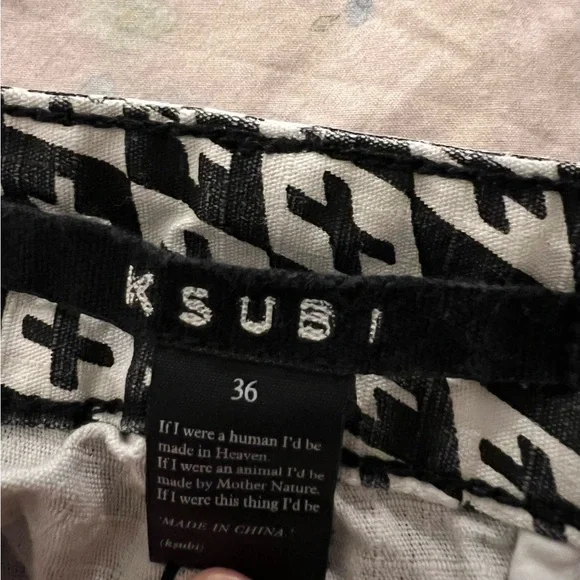 KSUBI
36
If I were a human I'd be
made in Heaven.
If I were an animal I'd be
made by Mother Nature.
If I were this thing I'd be
'MADE IN CHINA.'
(ksubi)